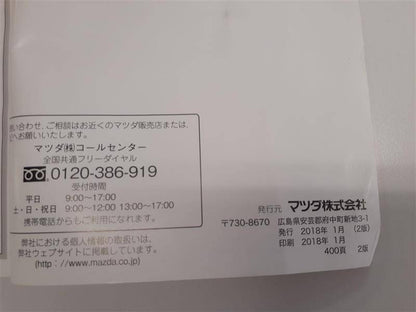 い合わせ、ご相談はお近くのマツダ販売店または、
へお願いいたします。
マツダ㈱コールセンター
全国共通フリーダイヤル
0120-386-919
受付時間
平日 9:00~17:00
土・日・祝日 9:00~12:00 13:00~17:00
携帯電話からもご利用になれます。
弊社における個人情報の取扱いは、
弊社ウェブサイトに掲載しています。
(http://www.mazda.co.jp)
発行元 マツダ株式会社
〒730-8670 広島県安芸郡府中町新地3-1
発行 2018年 1月 (2版)
印刷 2018年 1月
400頁 2版